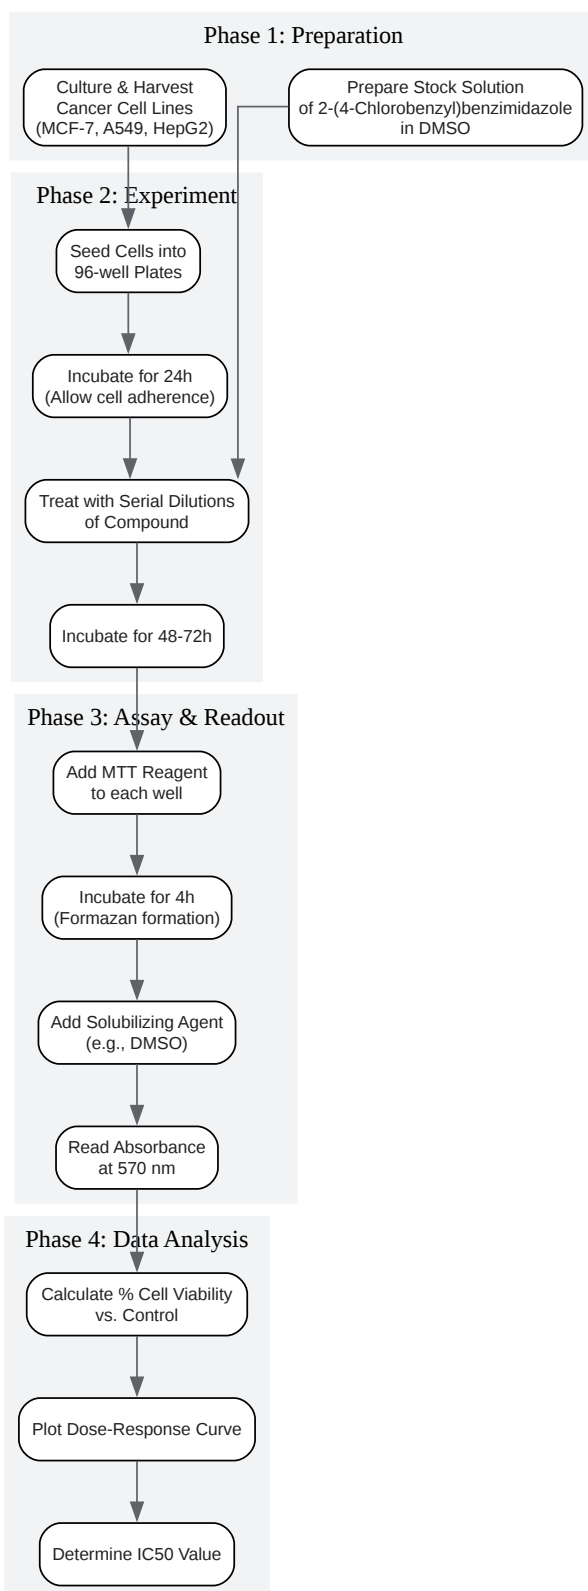 Phase 1: Preparation
Culture & Harvest
Cancer Cell Lines
(MCF-7, A549, HepG2)
Prepare Stock Solution
of 2-(4-Chlorobenzyl)benzimidazole
in DMSO
Phase 2: Experiment
Seed Cells into
96-well Plates
Incubate for 24h
(Allow cell adherence)
Treat with Serial Dilutions
of Compound
Incubate for 48-72h
Phase 3: Assay & Readout
Add MTT Reagent
to each well
Incubate for 4h
(Formazan formation)
Add Solubilizing Agent
(e.g., DMSO)
Read Absorbance
at 570 nm
Phase 4: Data Analysis
Calculate % Cell Viability
vs. Control
Plot Dose-Response Curve
Determine IC50 Value